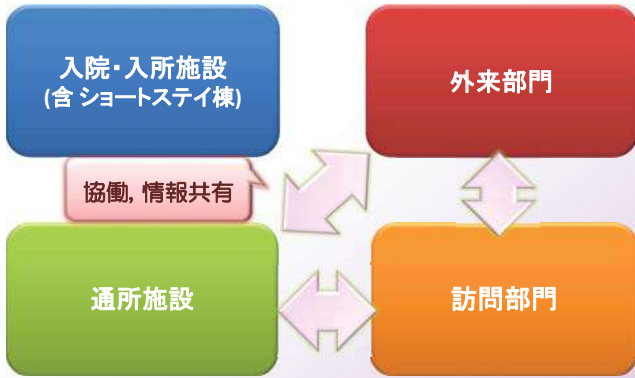 入院・入所施設
(含 ショートステイ棟)
外来部門
協働, 情報共有
通所施設
訪問部門